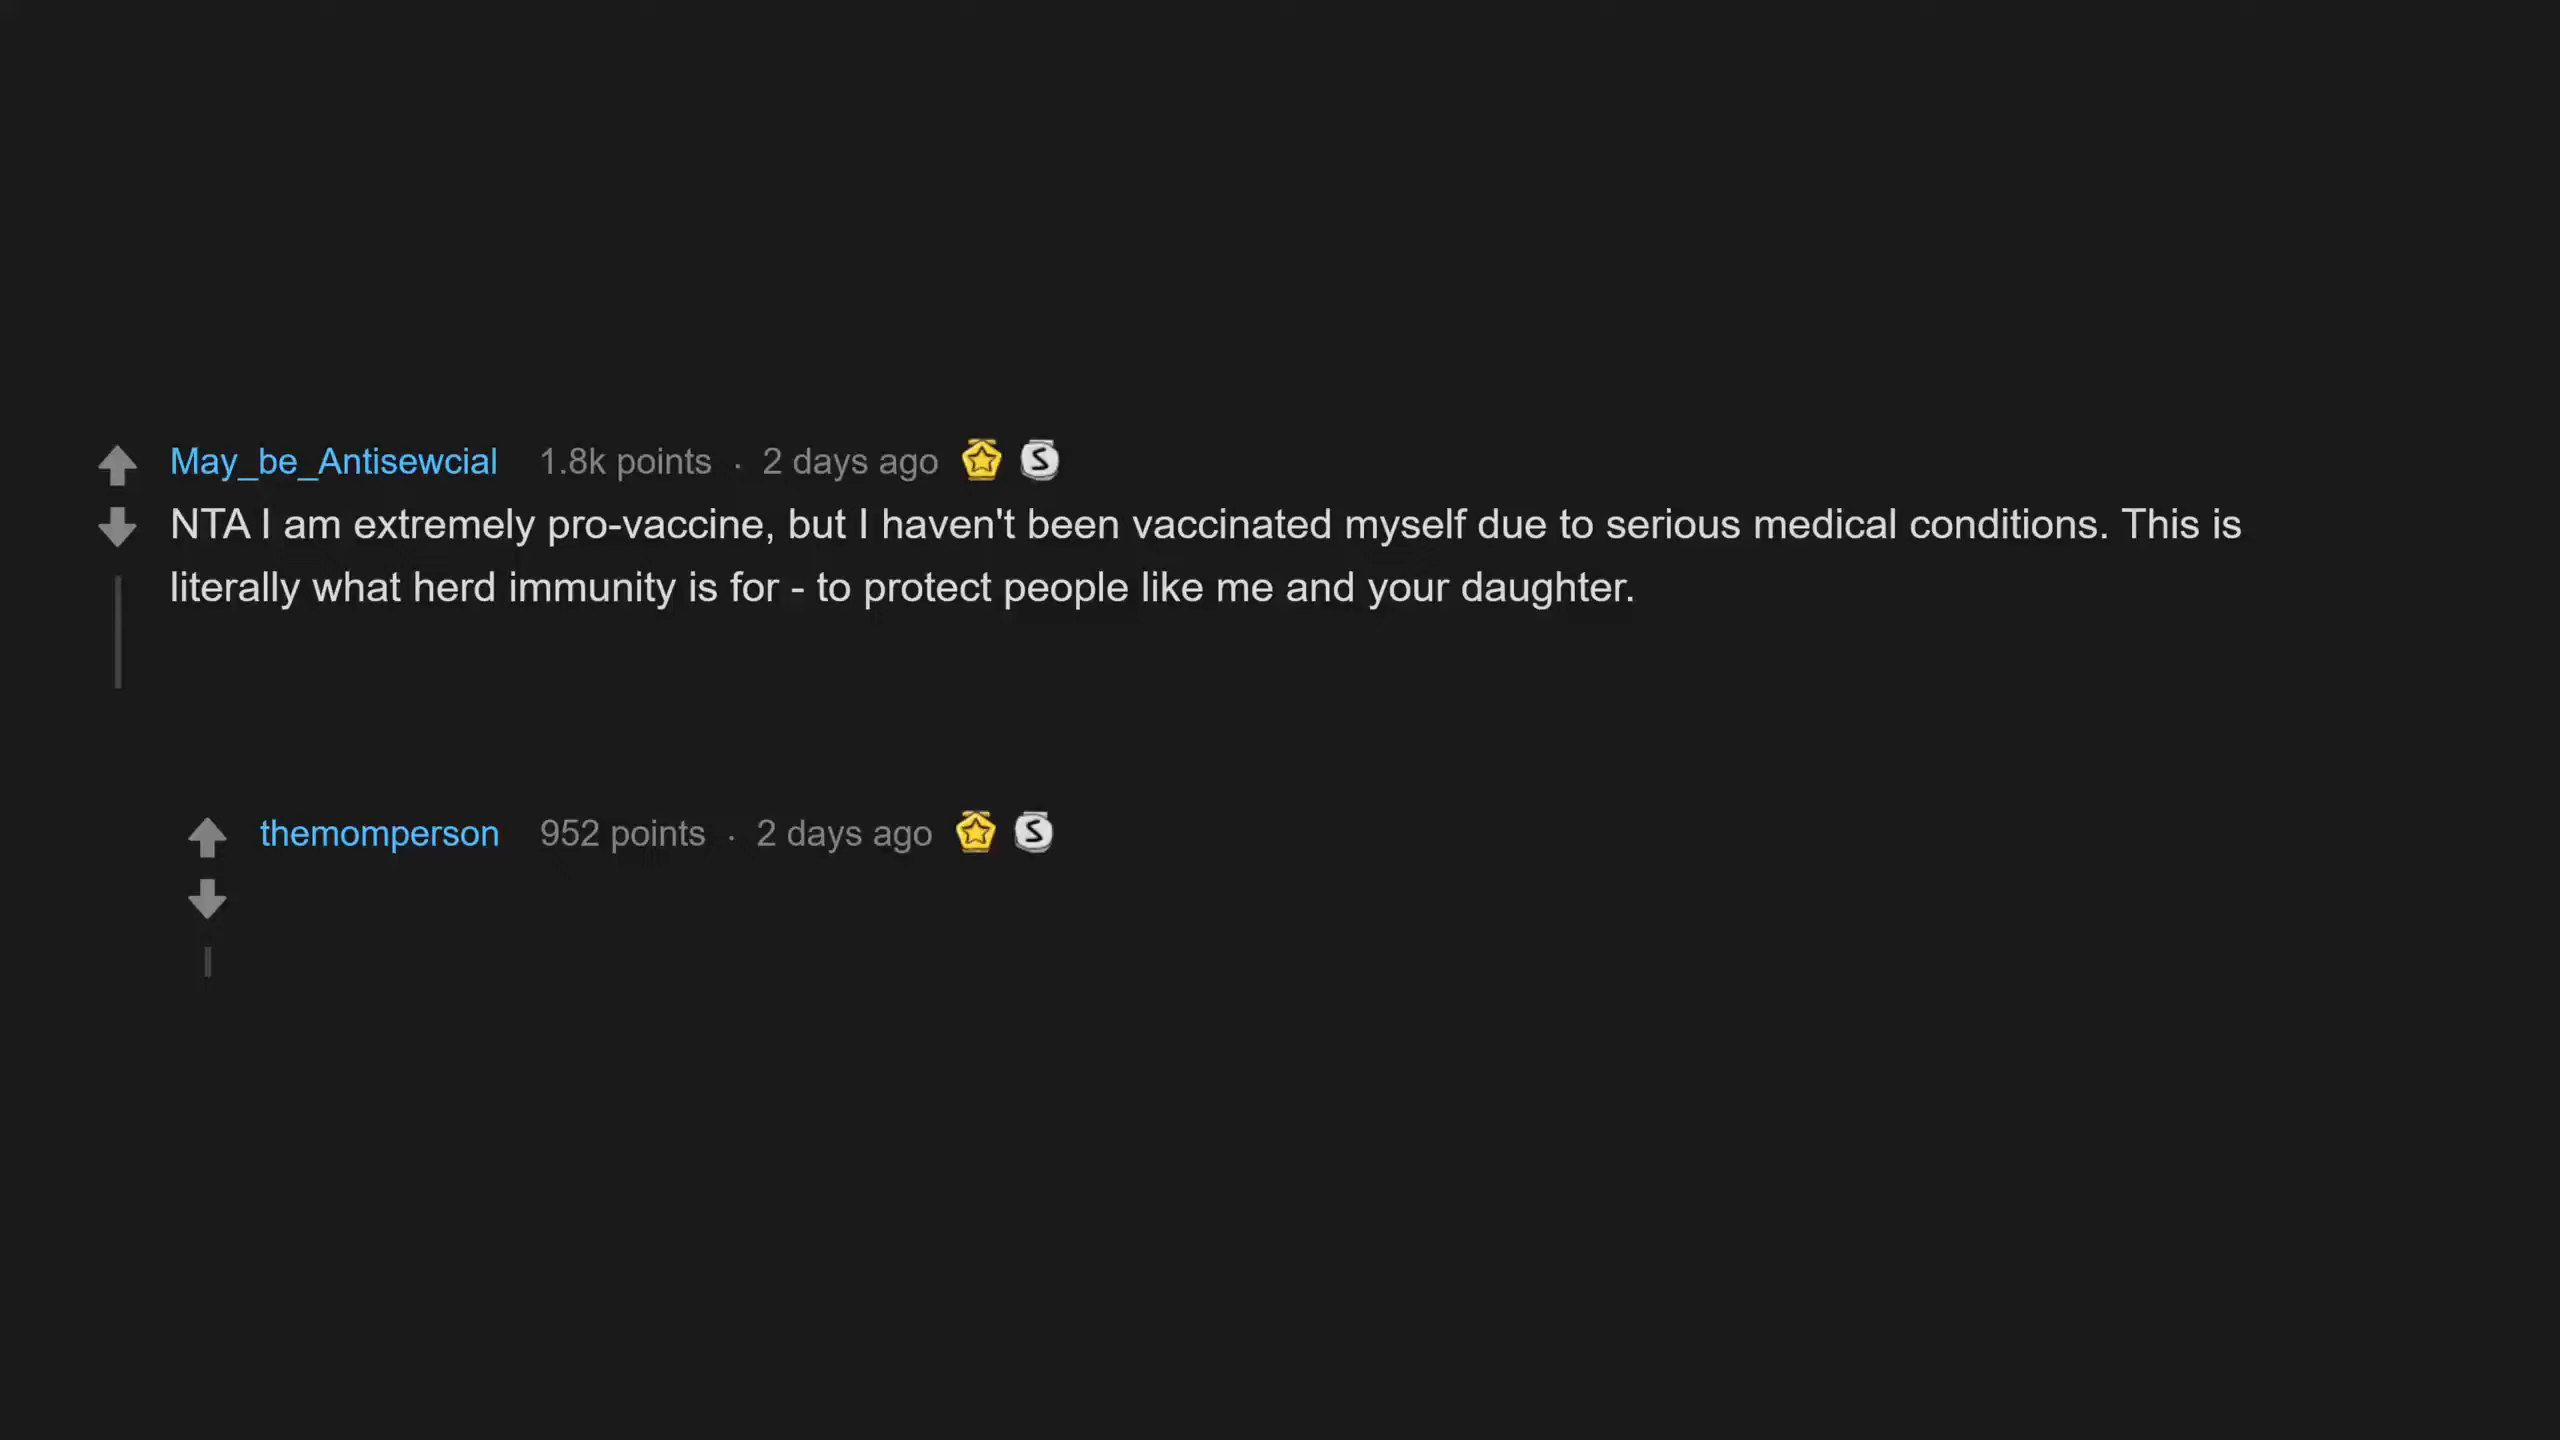 May_be_Antisewcial 1.8k points · 2 days ago
NTA I am extremely pro-vaccine, but I haven't been vaccinated myself due to serious medical conditions. This is
literally what herd immunity is for - to protect people like me and your daughter.
themomperson 952 points · 2 days ago